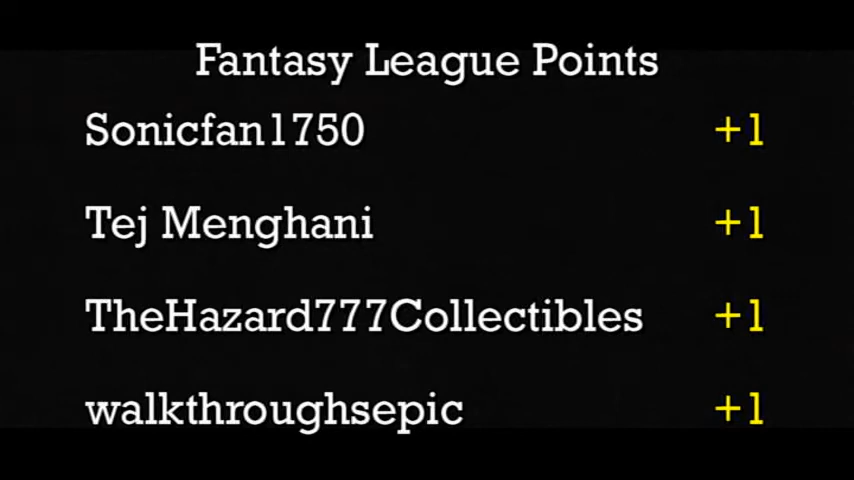 Fantasy League Points
Sonicfan1750 +1
Tej Menghani +1
TheHazard777Collectibles +1
walkthroughsepic +1